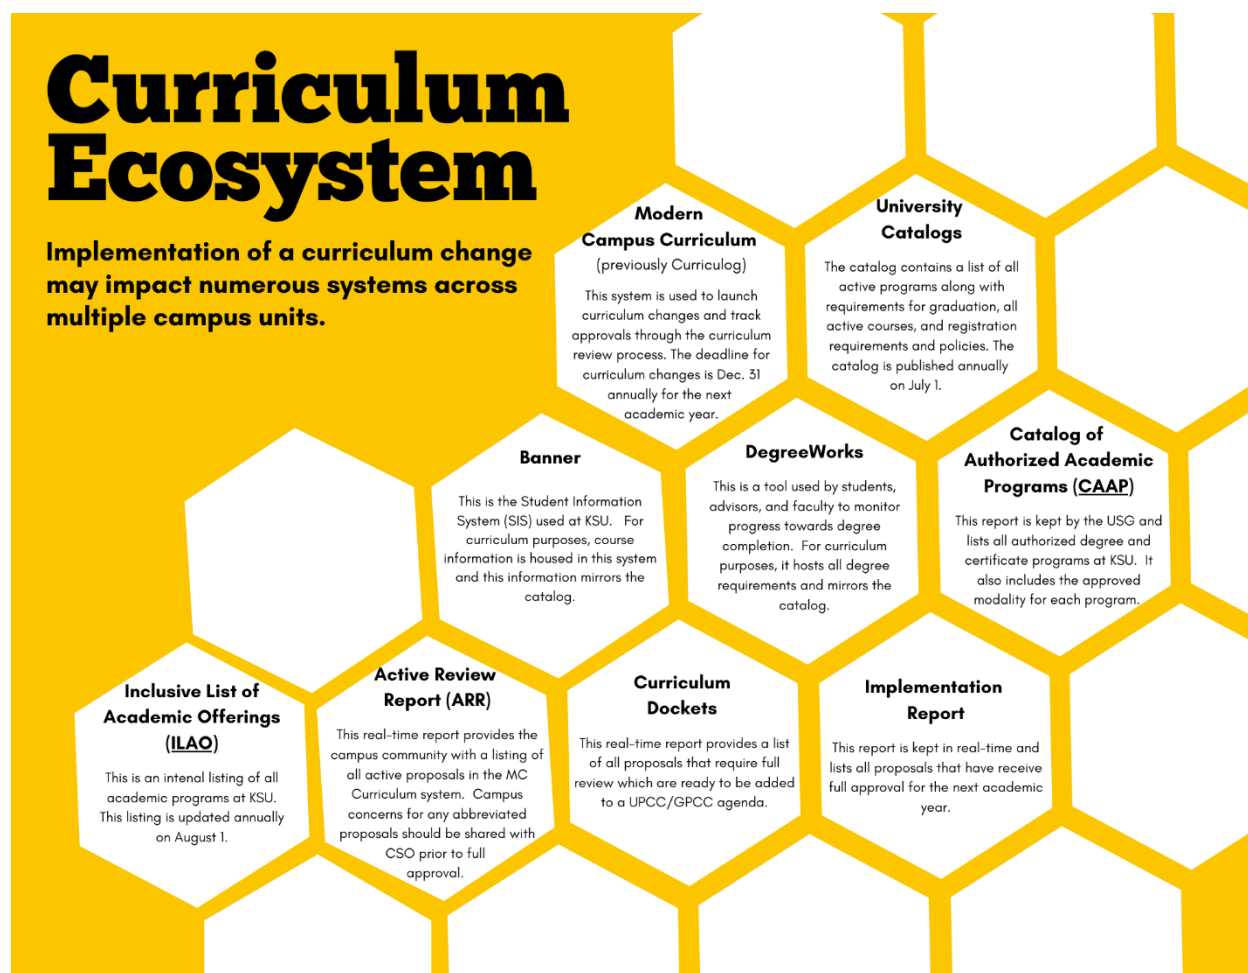 Curriculum
Ecosystem
Implementation of a curriculum change
may impact numerous systems across
multiple campus units.
Modern
Campus Curriculum
(previously Curriculog)
This system is used to launch
curriculum changes and track
approvals through the curriculum
review process. The deadline for
curriculum changes is Dec. 31
annually for the next
academic year.
University
Catalogs
The catalog contains a list of all
active programs along with
requirements for graduation, all
active courses, and registration
requirements and policies. The
catalog is published annually
on July 1.
Banner
This is the Student Information
System (SIS) used at KSU. For
curriculum purposes, course
information is housed in this system
and this information mirrors the
catalog.
DegreeWorks
This is a tool used by students,
advisors, and faculty to monitor
progress towards degree
completion. For curriculum
purposes, it hosts all degree
requirements and mirrors the
catalog.
Catalog of
Authorized Academic
Programs (CAAP)
This report is kept by the USG and
lists all authorized degree and
certificate programs at KSU. It
also includes the approved
modality for each program.
Inclusive List of
Academic Offerings
(ILAO)
This is an intenal listing of all
academic programs at KSU.
This listing is updated annually
on August 1.
Active Review
Report (ARR)
This real-time report provides the
campus community with a listing of
all active proposals in the MC
Curriculum system. Campus
concerns for any abbreviated
proposals should be shared with
CSO prior to full
approval.
Curriculum
Dockets
This real-time report provides a list
of all proposals that require full
review which are ready to be added
to a UPCC/GPCC agenda.
Implementation
Report
This report is kept in real-time and
lists all proposals that have receive
full approval for the next academic
year.